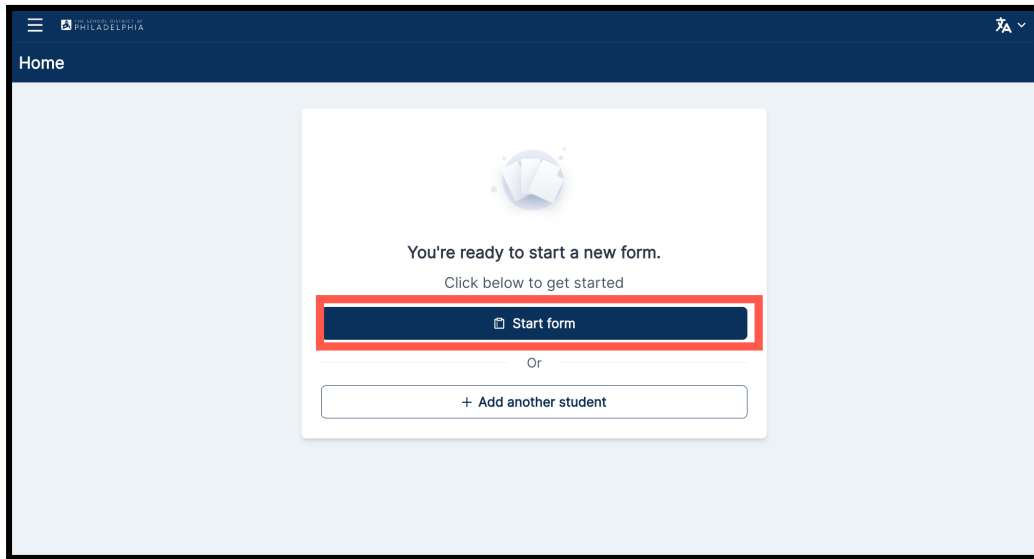 THE SCHOOL DISTRICT OF
PHILADELPHIA
Home
You're ready to start a new form.
Click below to get started
Start form
Or
+ Add another student